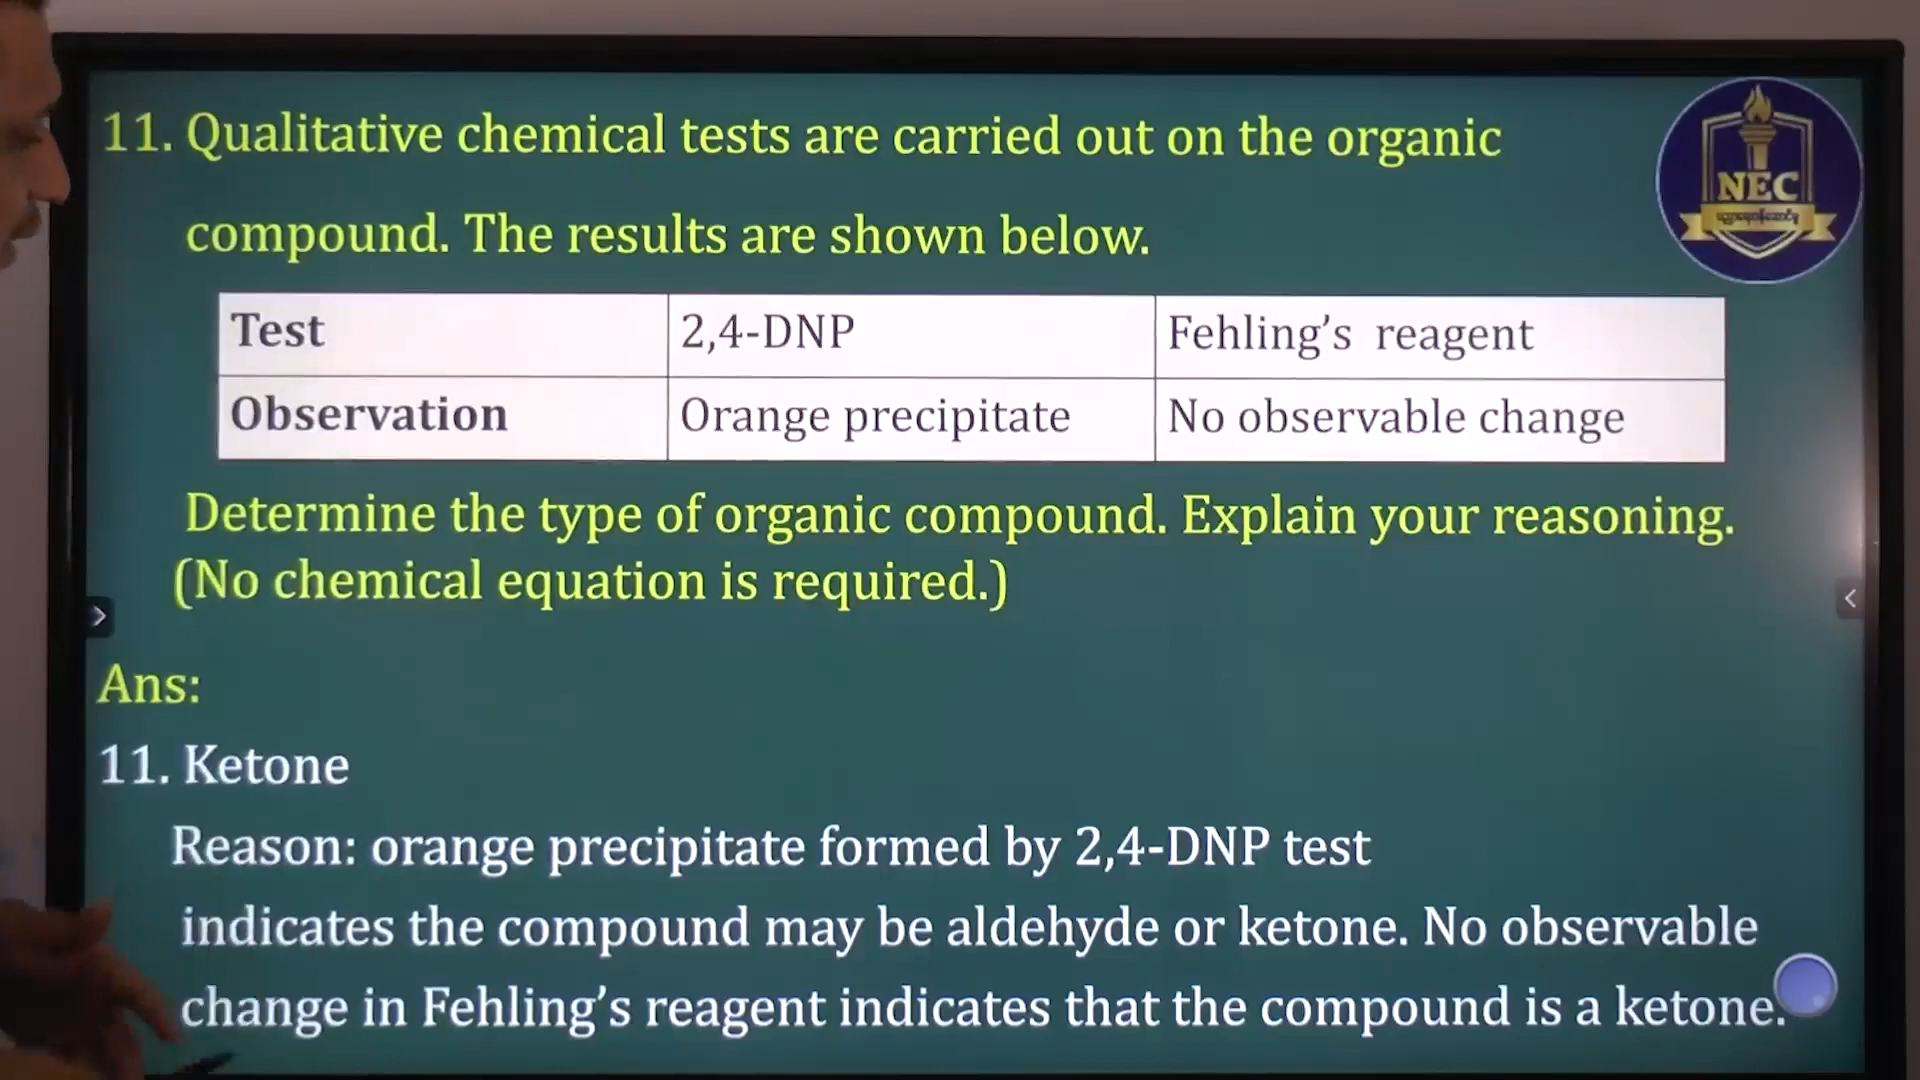 11. Qualitative chemical tests are carried out on the organic
compound. The results are shown below.
NEC
Test 2,4-DNP Fehling's reagent
Observation Orange precipitate No observable change
Determine the type of organic compound. Explain your reasoning.
(No chemical equation is required.)
Ans:
11. Ketone
Reason: orange precipitate formed by 2,4-DNP test
indicates the compound may be aldehyde or ketone. No observable
change in Fehling's reagent indicates that the compound is a ketone.